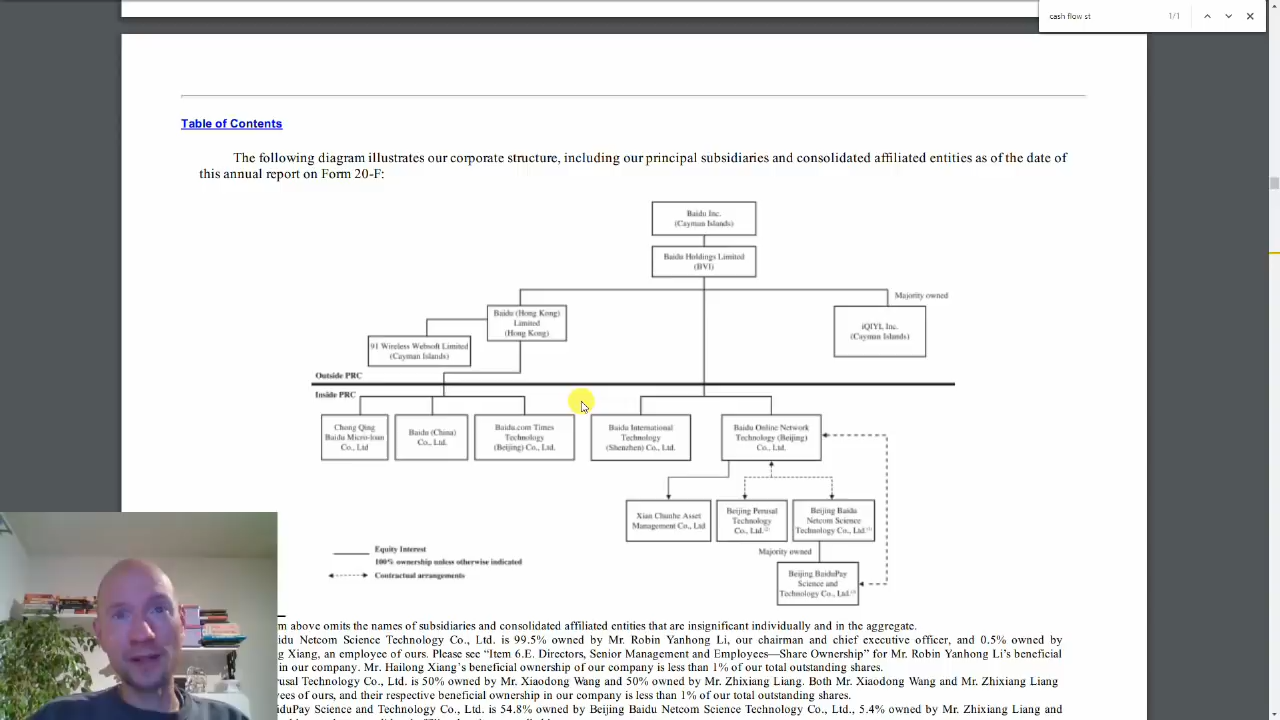 cash flow st
1/1
Table of Contents
The following diagram illustrates our corporate structure, including our principal subsidiaries and consolidated affiliated entities as of the date of
this annual report on Form 20-F:
Baidu Inc.
(Cayman Islands)
Baidu Holdings Limited
(BVI)
Majority owned
Baidu (Hong Kong)
Limited
(Hong Kong)
iQIYI, Inc.
(Cayman Islands)
91 Wireless Websoft Limited
(Cayman Islands)
Outside PRC
Inside PRC
Chong Qing
Baidu Micro-loan
Co., Ltd
Baidu (China)
Co., Ltd.
Baidu.com Times
Technology
(Beijing) Co., Ltd.
Baidu International
Technology
(Shenzhen) Co., Ltd.
Baidu Online Network
Technology (Beijing)
Co., Ltd.
Xian Chanhe Asset
Management Co., Ltd
Beijing Perusal
Technology
Co., Ltd.(2)
Beijing Baidu
Netcom Science
Technology Co., Ltd.(1)
Majority owned
Beijing BaiduPay
Science and
Technology Co., Ltd.
Equity Interest
100% ownership unless otherwise indicated
Contractual arrangements
above omits the names of subsidiaries and consolidated affiliated entities that are insignificant individually and in the aggregate.
Netcom Science Technology Co., Ltd. is 99.5% owned by Mr. Robin Yanhong Li, our chairman and chief executive officer, and 0.5% owned by
Xiang, an employee of ours. Please see “Item 6.E. Directors, Senior Management and Employees—Share Ownership” for Mr. Robin Yanhong Li’s beneficial
in our company. Mr. Hailong Xiang’s beneficial ownership of our company is less than 1% of our total outstanding shares.
Technology Co., Ltd. is 50% owned by Mr. Xiaodong Wang and 50% owned by Mr. Zhixiang Liang. Both Mr. Xiaodong Wang and Mr. Zhixiang Liang
of ours, and their respective beneficial ownership in our company is less than 1% of our total outstanding shares.
Science and Technology Co., Ltd. is 54.8% owned by Beijing Baidu Netcom Science Technology Co., Ltd., 5.4% owned by Mr. Zhixiang Liang and